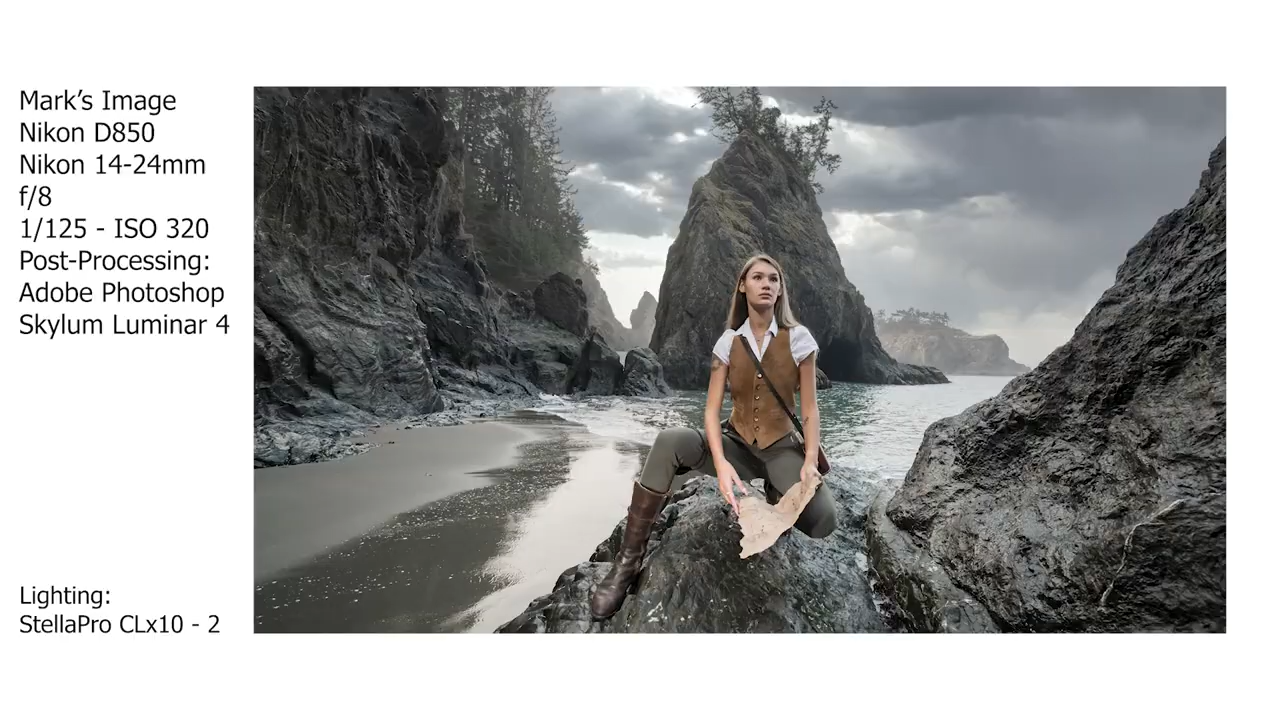 Mark's Image
Nikon D850
Nikon 14-24mm
f/8
1/125 - ISO 320
Post-Processing:
Adobe Photoshop
Skylum Luminar 4
Lighting:
StellaPro CLx10 - 2